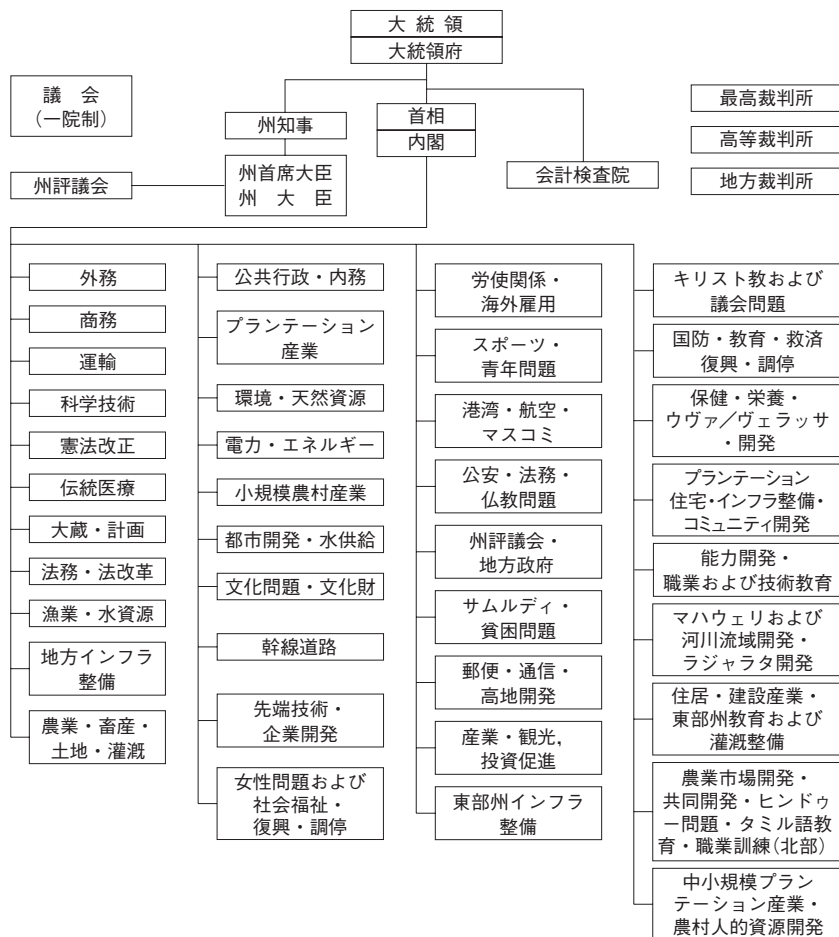 大 統 領
大統領府
議　会
(一院制)
州知事
首相
内閣
最高裁判所
高等裁判所
地方裁判所
州評議会
州首席大臣
州　大　臣
会計検査院
外務
商務
運輸
科学技術
憲法改正
伝統医療
大蔵・計画
法務・法改革
漁業・水資源
地方インフラ
整備
農業・畜産・
土地・灌漑
公共行政・内務
プランテーション
産業
環境・天然資源
電力・エネルギー
小規模農村産業
都市開発・水供給
文化問題・文化財
幹線道路
先端技術・
企業開発
女性問題および
社会福祉・
復興・調停
労使関係・
海外雇用
スポーツ・
青年問題
港湾・航空・
マスコミ
公安・法務・
仏教問題
州評議会・
地方政府
サムルディ・
貧困問題
郵便・通信・
高地開発
産業・観光，
投資促進
東部州インフラ
整備
キリスト教および
議会問題
国防・教育・救済
復興・調停
保健・栄養・
ウヴァ／ヴェラッサ
・開発
プランテーション
住宅・インフラ整備・
コミュニティ開発
能力開発・
職業および技術教育
マハウェリおよび
河川流域開発・
ラジャラタ開発
住居・建設産業・
東部州教育および
灌漑整備
農業市場開発・
共同開発・ヒンドゥ
ー問題・タミル語教
育・職業訓練(北部)
中小規模プラン
テーション産業・
農村人的資源開発